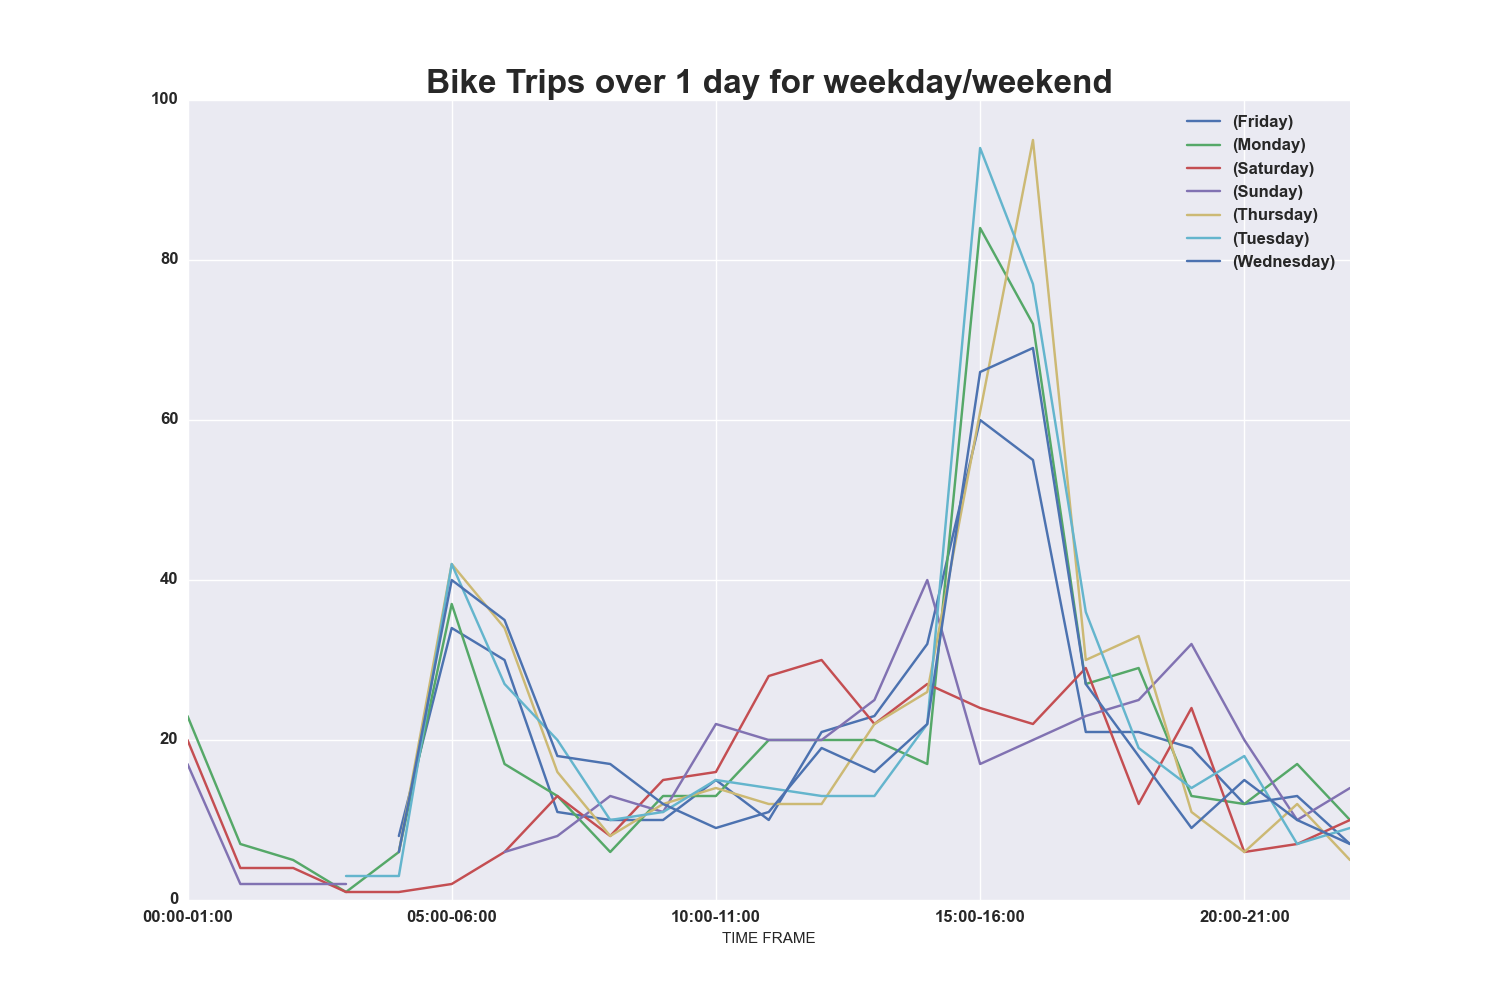 Bike Trips over 1 day for weekday/weekend
100
80
60
40
20
0
(Friday)
(Monday)
(Saturday)
(Sunday)
(Thursday)
(Tuesday)
(Wednesday)
00:00-01:00 05:00-06:00 10:00-11:00 15:00-16:00 20:00-21:00
TIME FRAME